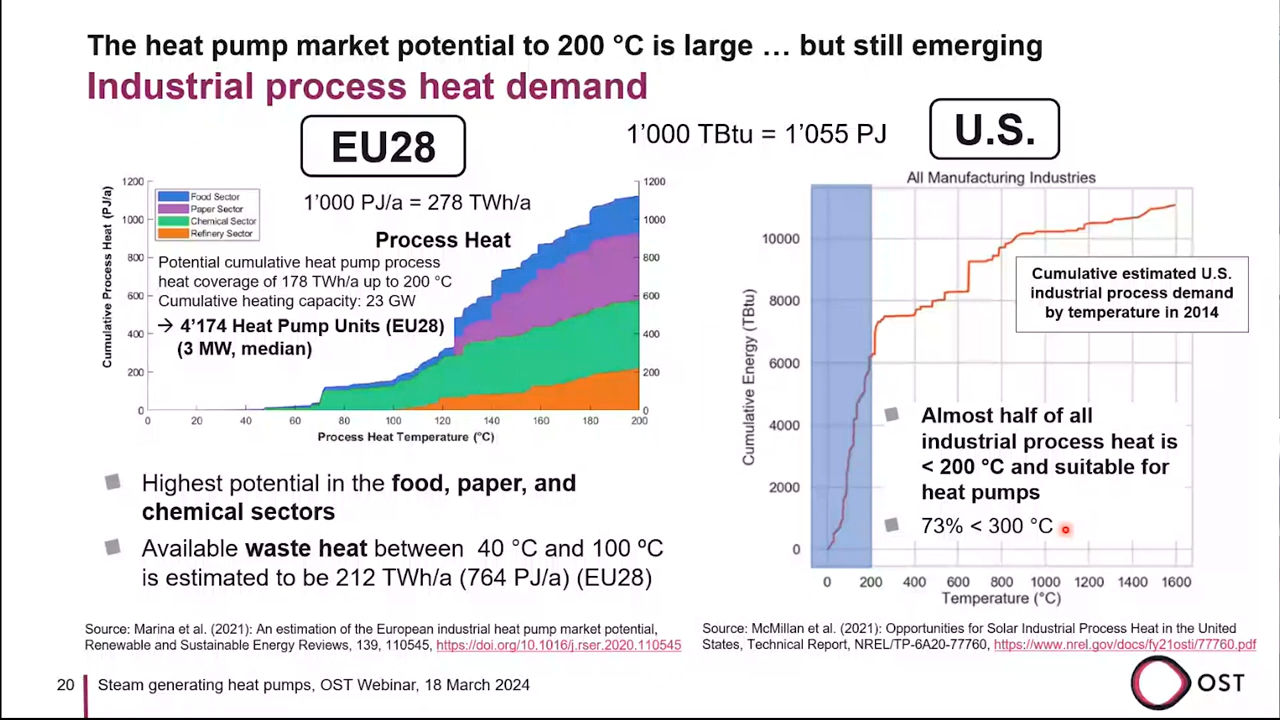 The heat pump market potential to 200 °C is large … but still emerging
Industrial process heat demand
EU28
1’000 TBtu = 1’055 PJ
U.S.
1200
1000
800
600
400
200
0
Cumulative Process Heat (PJ/a)
Food Sector
Paper Sector
Chemical Sector
Refinery Sector
1’000 PJ/a = 278 TWh/a
Process Heat
Potential cumulative heat pump process
heat coverage of 178 TWh/a up to 200 °C
Cumulative heating capacity: 23 GW
→ 4’174 Heat Pump Units (EU28)
(3 MW, median)
1200
1000
800
600
400
200
0
0 20 40 60 80 100 120 140 160 180 200
Process Heat Temperature (°C)
Highest potential in the food, paper, and
chemical sectors
Available waste heat between 40 °C and 100 ºC
is estimated to be 212 TWh/a (764 PJ/a) (EU28)
Source: Marina et al. (2021): An estimation of the European industrial heat pump market potential,
Renewable and Sustainable Energy Reviews, 139, 110545, https://doi.org/10.1016/j.rser.2020.110545
All Manufacturing Industries
10000
8000
6000
4000
2000
0
Cumulative Energy (TBtu)
Cumulative estimated U.S.
industrial process demand
by temperature in 2014
Almost half of all
industrial process heat is
< 200 °C and suitable for
heat pumps
73% < 300 °C
0 200 400 600 800 1000 1200 1400 1600
Temperature (°C)
Source: McMillan et al. (2021): Opportunities for Solar Industrial Process Heat in the United
States, Technical Report, NREL/TP-6A20-77760, https://www.nrel.gov/docs/fy21osti/77760.pdf
20 Steam generating heat pumps, OST Webinar, 18 March 2024
OST